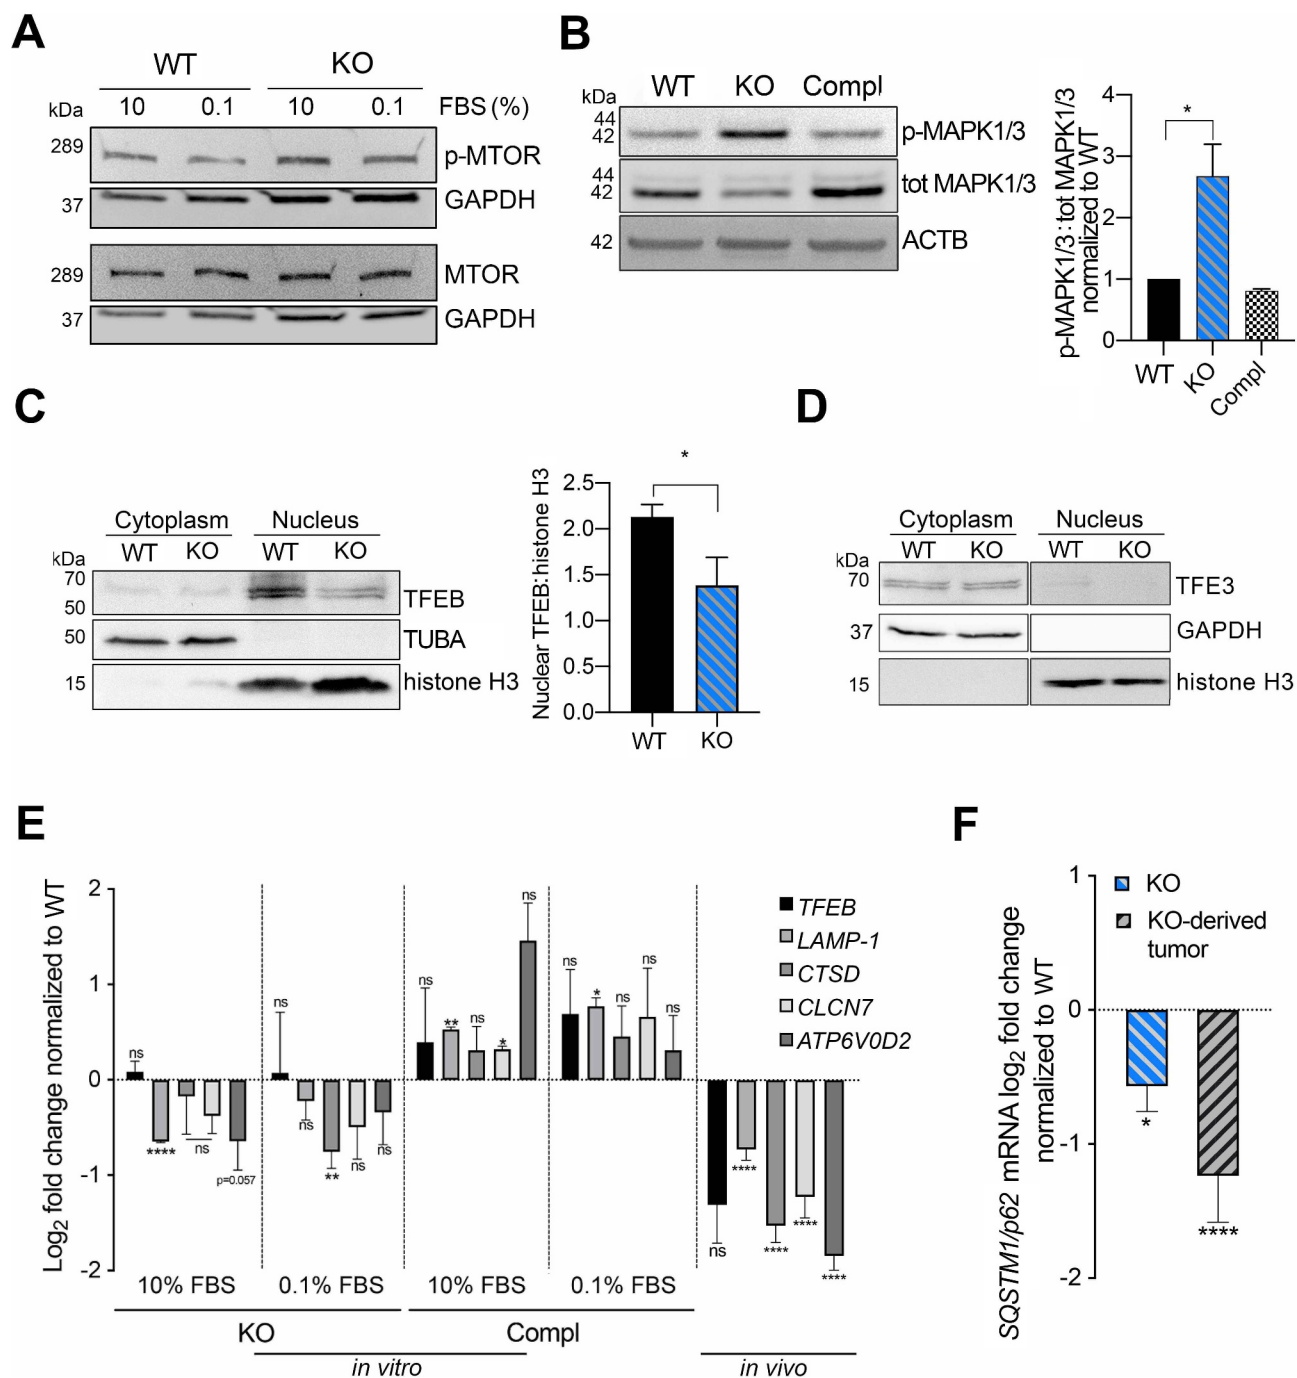 A
WT KO
kDa 10 0.1 10 0.1 FBS (%)
289 p-MTOR
37 GAPDH
289 MTOR
37 GAPDH
B
kDa WT KO Compl
44
42 p-MAPK1/3
44
42 tot MAPK1/3
42 ACTB
p-MAPK1/3:tot MAPK1/3
normalized to WT
4
3
2
1
0
*
WT KO Compl
C
Cytoplasm Nucleus
kDa WT KO WT KO
70
50 TFEB
50 TUBA
15 histone H3
Nuclear TFEB:histone H3
2.5
2.0
1.5
1.0
0.5
0.0
*
WT KO
D
Cytoplasm Nucleus
kDa WT KO WT KO
70 TFE3
37 GAPDH
15 histone H3
E
Log2 fold change normalized to WT
2
1
0
-1
-2
ns **** ns p=0.057
ns ns ** ns ns
ns ** ns * ns
ns * ns ns ns
ns **** **** **** ****
TFEB
LAMP-1
CTSD
CLCN7
ATP6V0D2
10% FBS 0.1% FBS 10% FBS 0.1% FBS
KO Compl
in vitro in vivo
F
SQSTM1/p62 mRNA log2 fold change
normalized to WT
1
0
-1
-2
KO
KO-derived
tumor
*
****